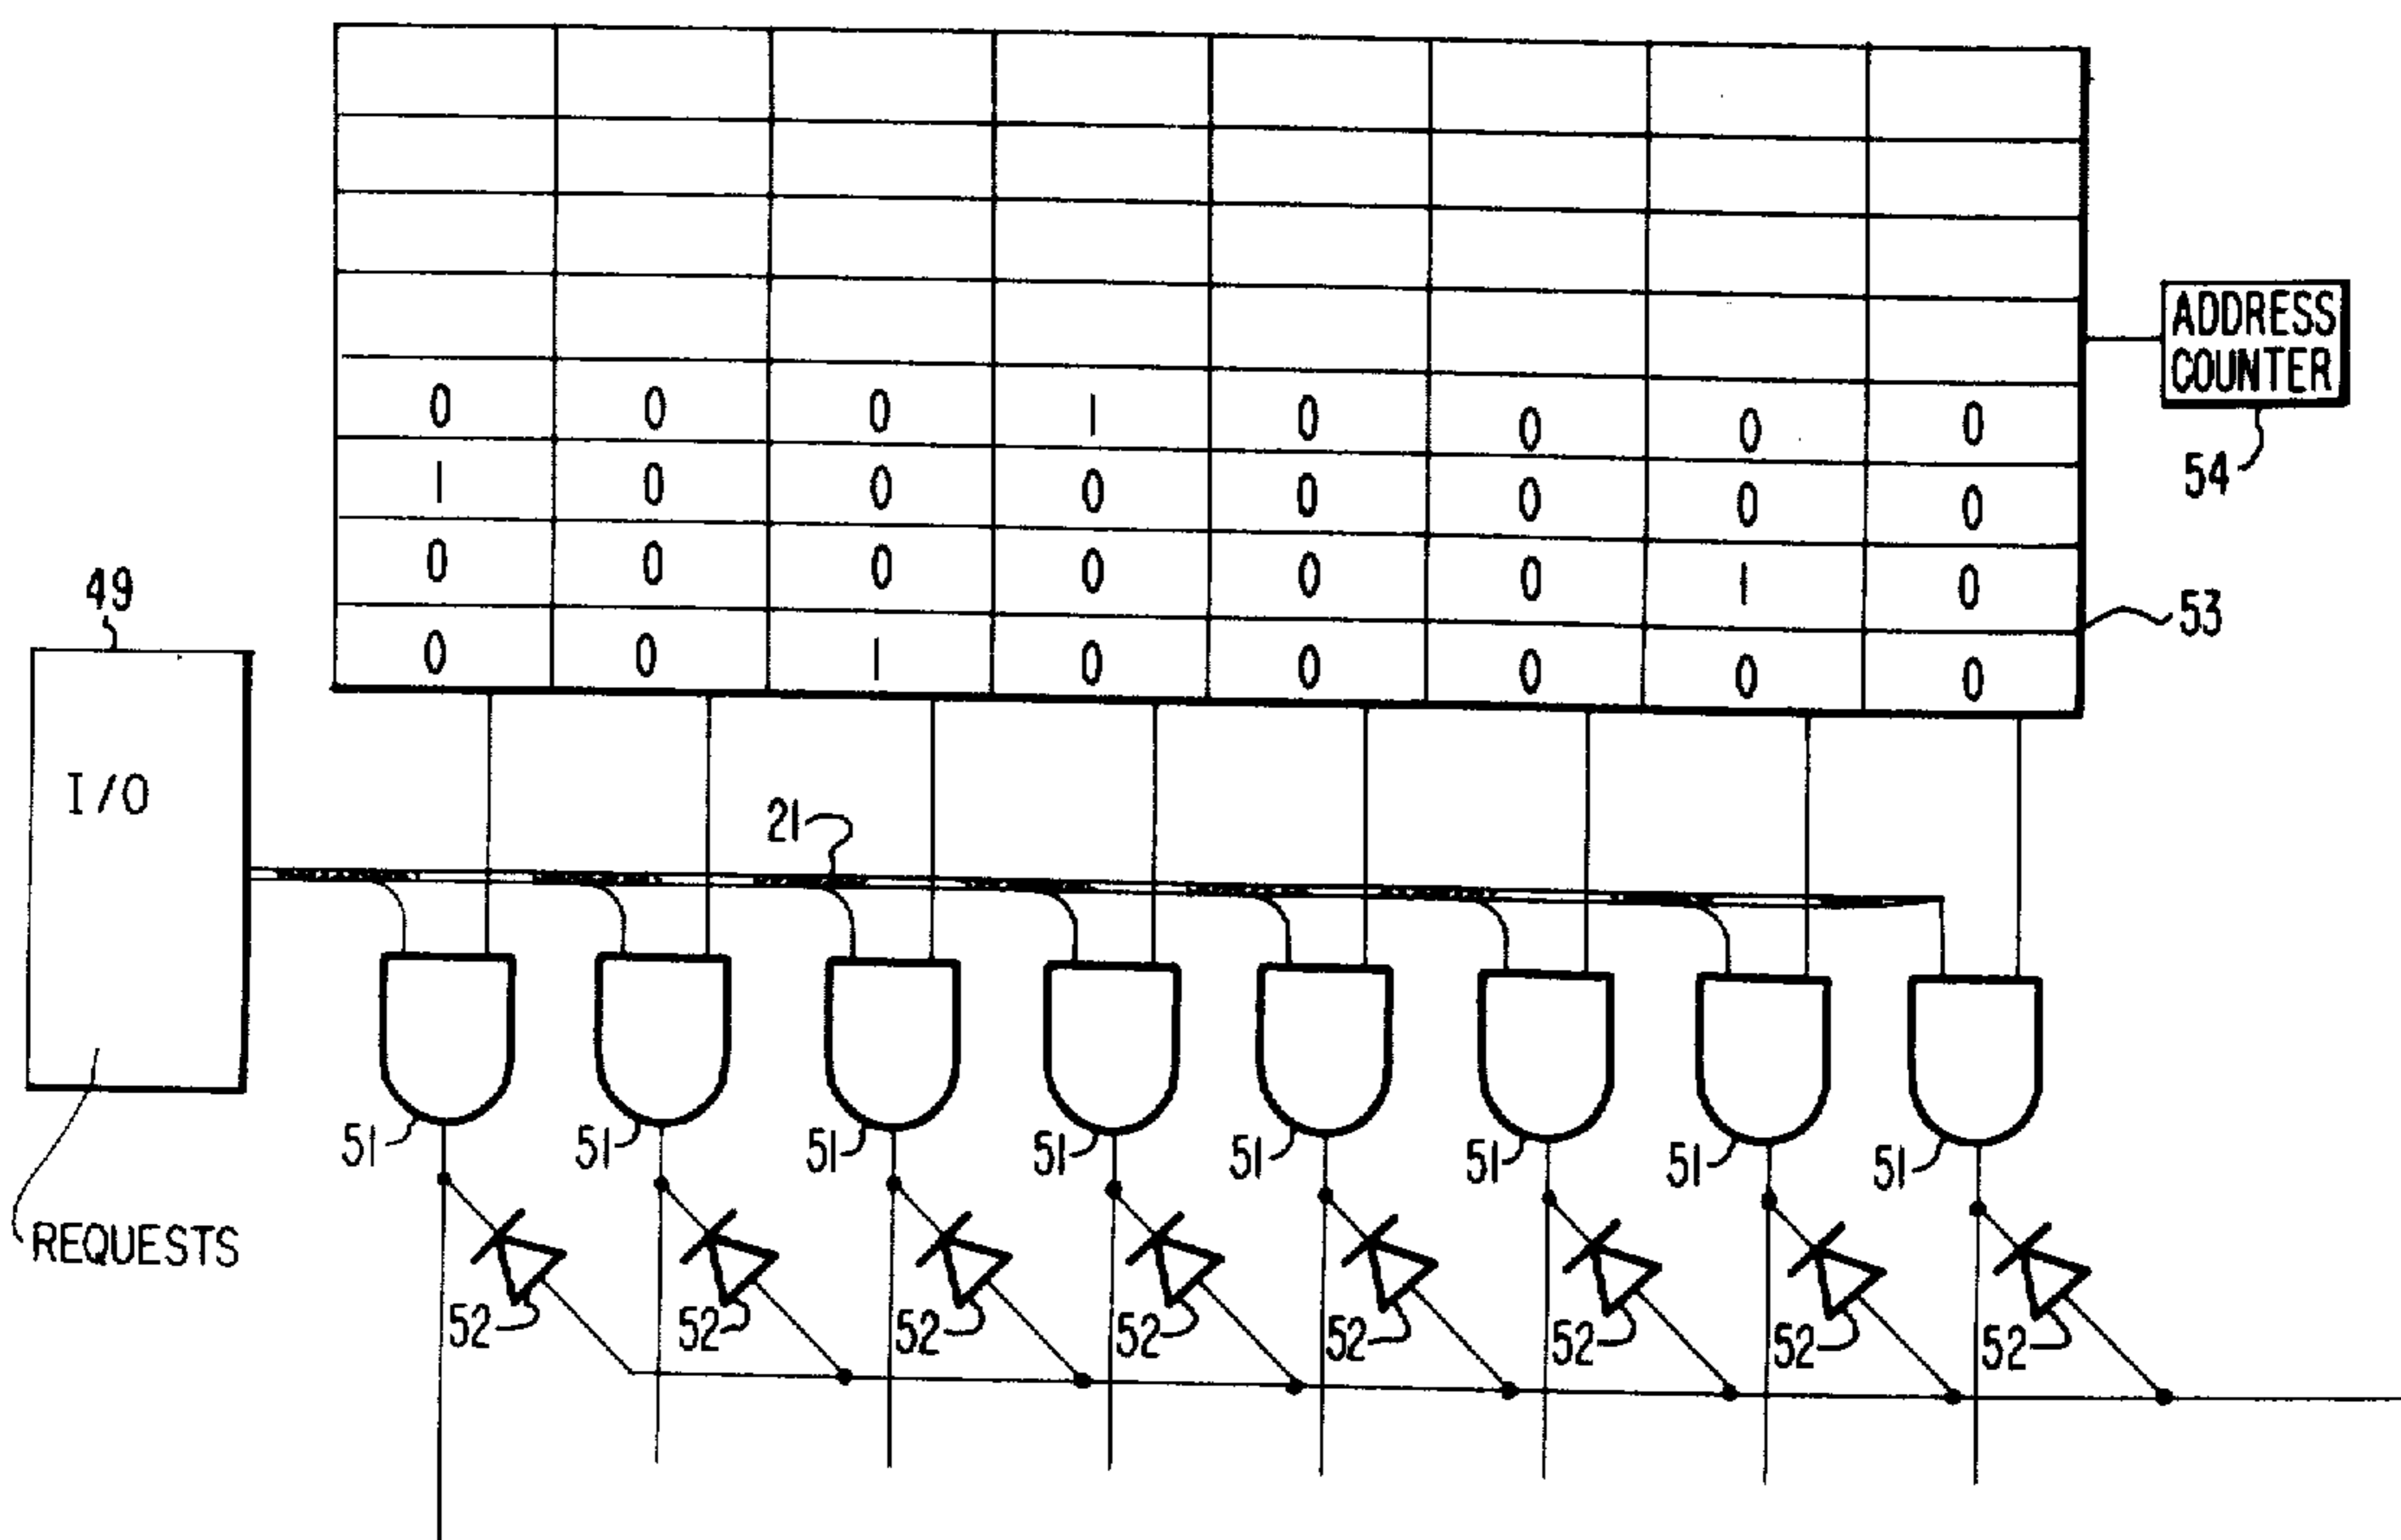 ADDRESS
COUNTER
54
0 0 0 1 0 0 0 0
1 0 0 0 0 0 0 0
0 0 0 0 0 0 1 0
0 0 1 0 0 0 0 0
53
49
I/O
21
51 51 51 51 51 51 51 51
REQUESTS
52 52 52 52 52 52 52 52